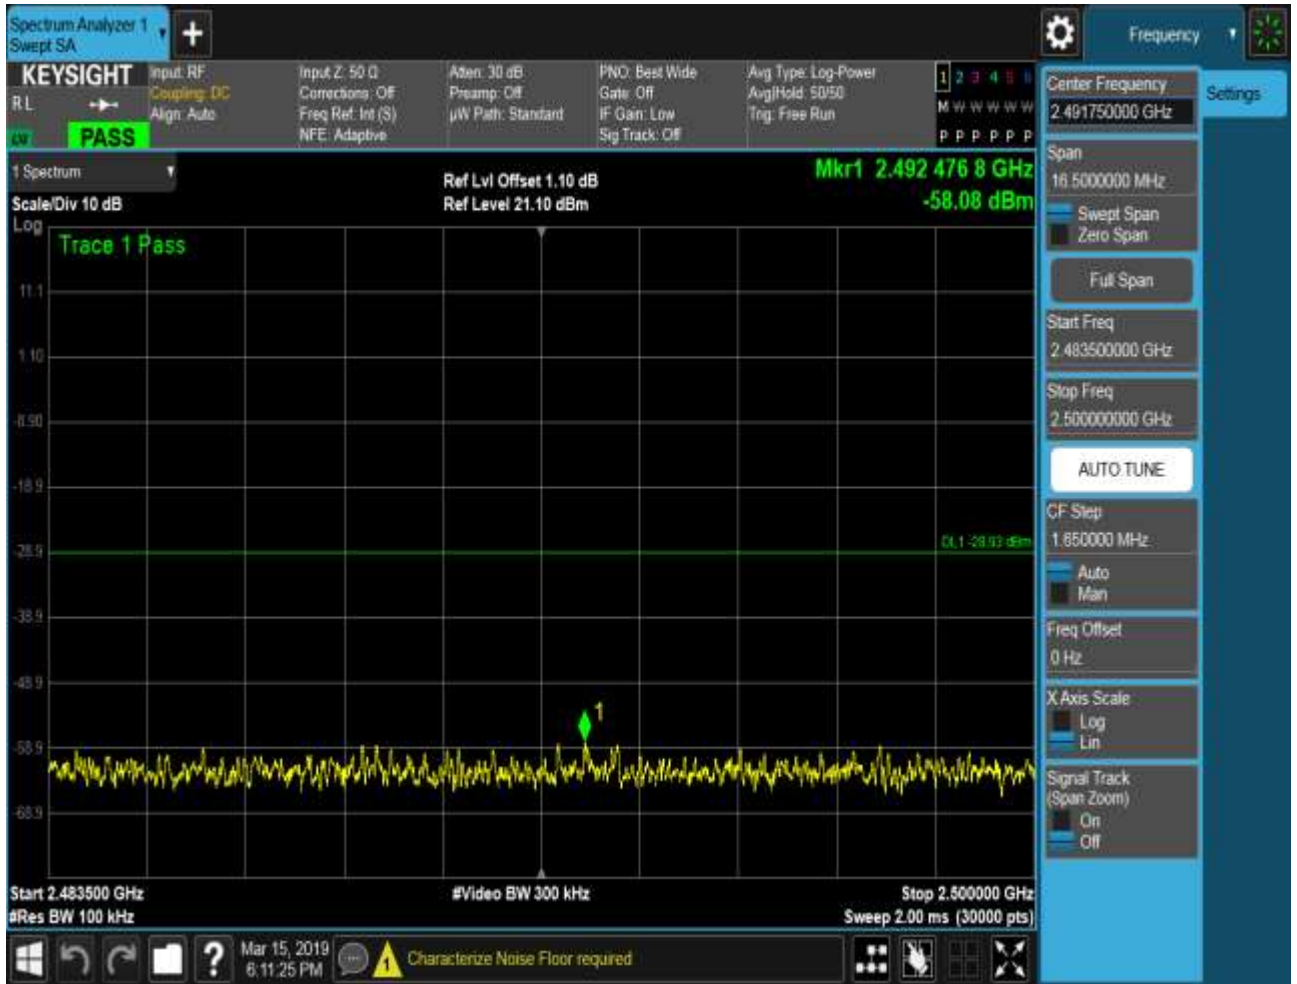 Spectrum Analyzer 1
Swept SA
+
Frequency
KEYSIGHT
RL
PASS
Input: RF
Coupling: DC
Align: Auto
Input Z: 50 Ω
Corrections: Off
Freq Ref: Int (S)
NFE: Adaptive
Atten: 30 dB
Preamp: Off
µW Path: Standard
PNO: Best Wide
Gate: Off
IF Gain: Low
Sig Track: Off
Avg Type: Log-Power
Avg|Hold: 50/50
Trig: Free Run
1 2 3 4 5 6
M W W W W W
P P P P P P
1 Spectrum
Scale/Div 10 dB
Log
Ref Lvl Offset 1.10 dB
Ref Level 21.10 dBm
Mkr1 2.492 476 8 GHz
-58.08 dBm
Trace 1 Pass
11.1
1.10
-8.90
-18.9
-28.9
DL1 -28.93 dBm
-38.9
-48.9
1
-58.9
-68.9
Start 2.483500 GHz
#Video BW 300 kHz
Stop 2.500000 GHz
#Res BW 100 kHz
Sweep 2.00 ms (30000 pts)
Mar 15, 2019
6:11:25 PM
?
1
Characterize Noise Floor required
Center Frequency
2.491750000 GHz
Settings
Span
16.5000000 MHz
Swept Span
Zero Span
Full Span
Start Freq
2.483500000 GHz
Stop Freq
2.500000000 GHz
AUTO TUNE
CF Step
1.650000 MHz
Auto
Man
Freq Offset
0 Hz
X Axis Scale
Log
Lin
Signal Track
(Span Zoom)
On
Off